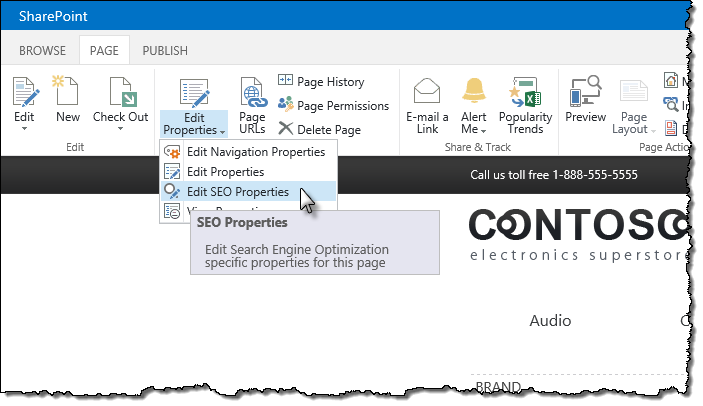 SharePoint
BROWSE PAGE PUBLISH
Edit
New
Check Out
Edit
Edit
Properties
Page
URLs
Page History
Page Permissions
Delete Page
E-mail a
Link
Alert
Me
Popularity
Trends
Share & Track
Preview
Page
Layout
Page Actio
Edit Navigation Properties
Edit Properties
Edit SEO Properties
SEO Properties
Edit Search Engine Optimization
specific properties for this page
Call us toll free 1-888-555-5555
CONTOSO
electronics superstore
Audio
BRAND